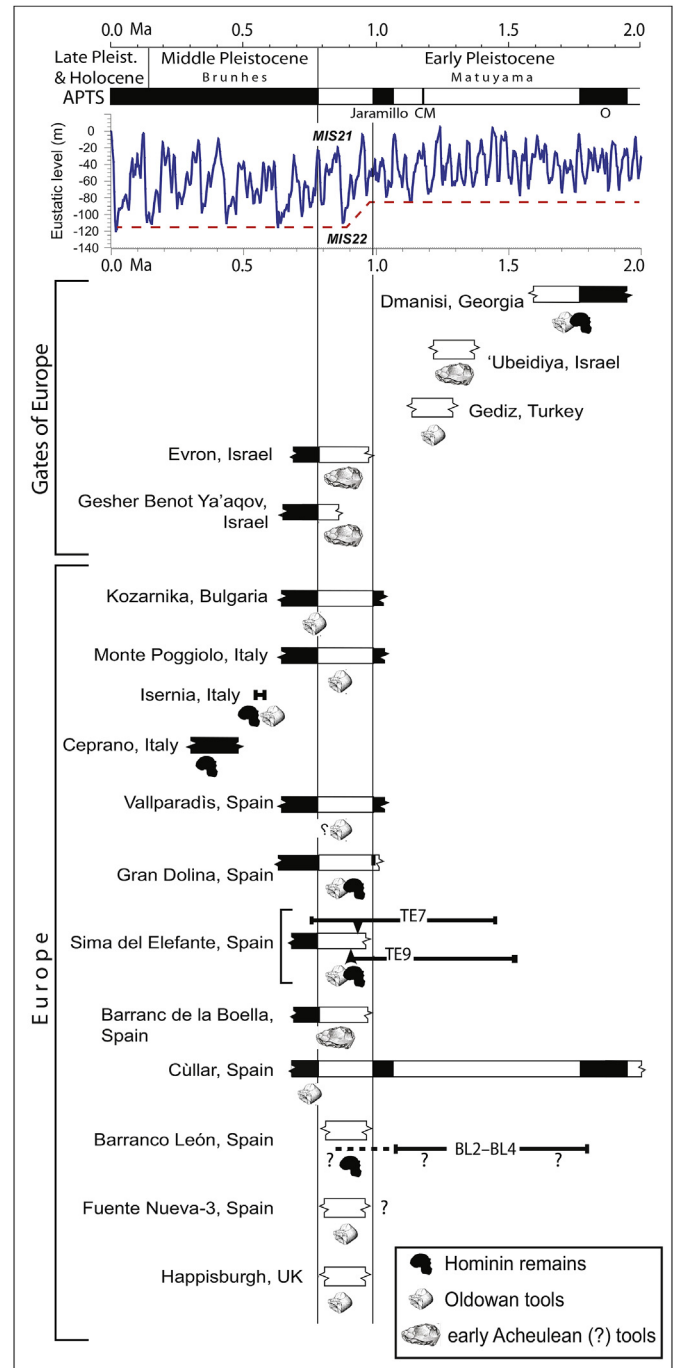 0.0 Ma 0.5 1.0 1.5 2.0
Late Pleist. & Holocene
Middle Pleistocene
Early Pleistocene
Brunhes
Matuyama
APTS
Jaramillo CM O
Eustatic level (m)
0
-20
-40
-60
-80
-100
-120
-140
MIS21
MIS22
0.0 Ma 0.5 1.0 1.5 2.0
Gates of Europe
Dmanisi, Georgia
'Ubeidiya, Israel
Gediz, Turkey
Evron, Israel
Gesher Benot Ya'aqov,
Israel
Europe
Kozarnika, Bulgaria
Monte Poggiolo, Italy
Isernia, Italy
Ceprano, Italy
Vallparadìs, Spain
?
Gran Dolina, Spain
TE7
Sima del Elefante, Spain
TE9
Barranc de la Boella,
Spain
Cùllar, Spain
Barranco León, Spain
BL2–BL4
? ? ?
Fuente Nueva-3, Spain ?
Happisburgh, UK
Hominin remains
Oldowan tools
early Acheulean (?) tools